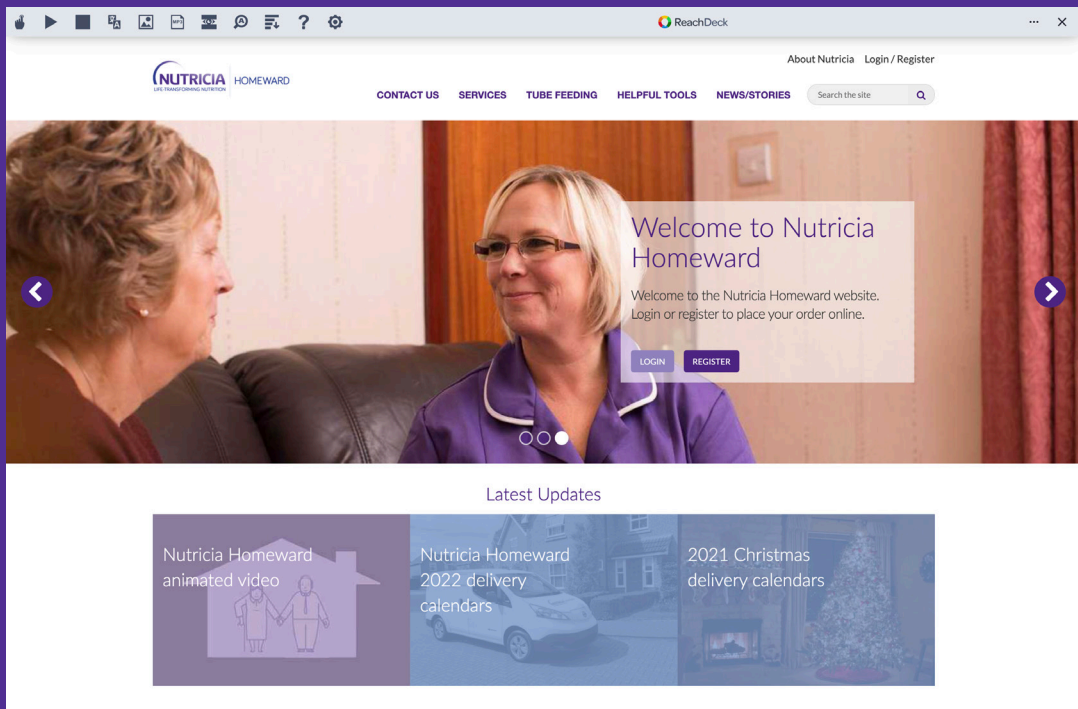 MP3
?
ReachDeck
About Nutricia Login / Register
NUTRICIA HOMEWARD
LIFE-TRANSFORMING NUTRITION
CONTACT US SERVICES TUBE FEEDING HELPFUL TOOLS NEWS/STORIES Search the site
Welcome to Nutricia
Homeward
Welcome to the Nutricia Homeward website.
Login or register to place your order online.
LOGIN REGISTER
Latest Updates
Nutricia Homeward
animated video
Nutricia Homeward
2022 delivery
calendars
2021 Christmas
delivery calendars